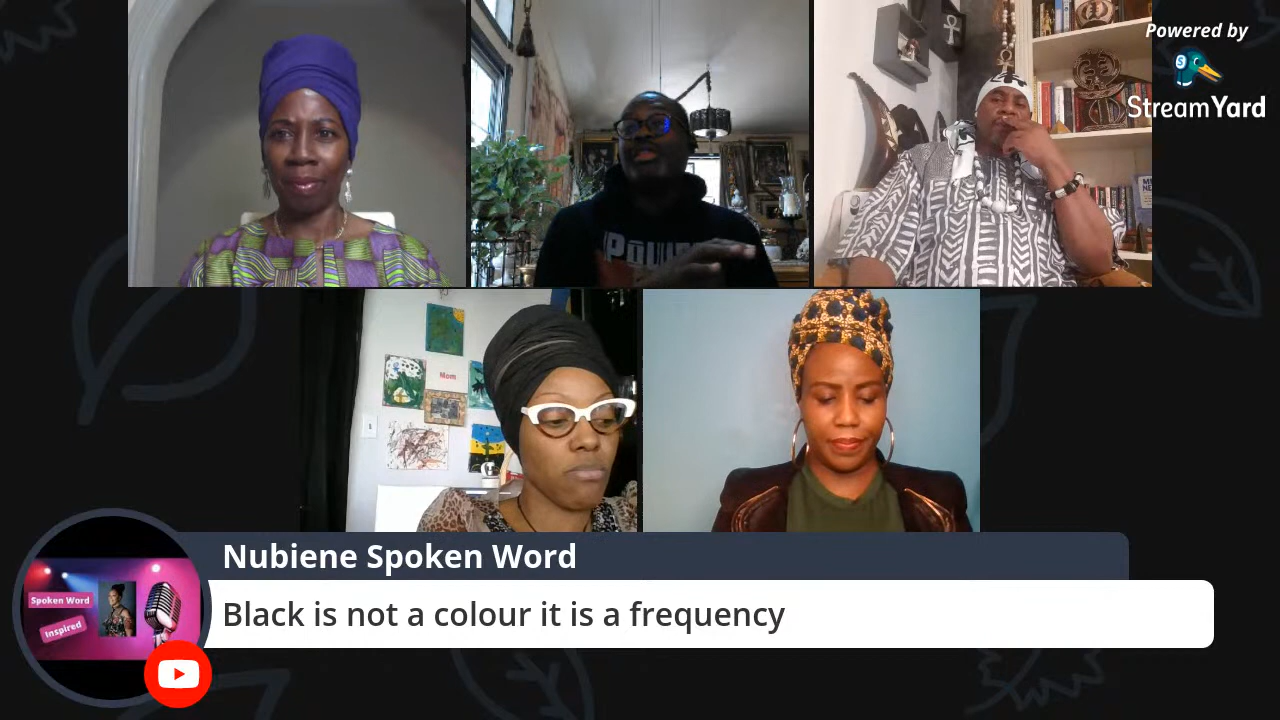 Powered by
StreamYard
Mom
Nubiene Spoken Word
Spoken Word
Inspired
Black is not a colour it is a frequency